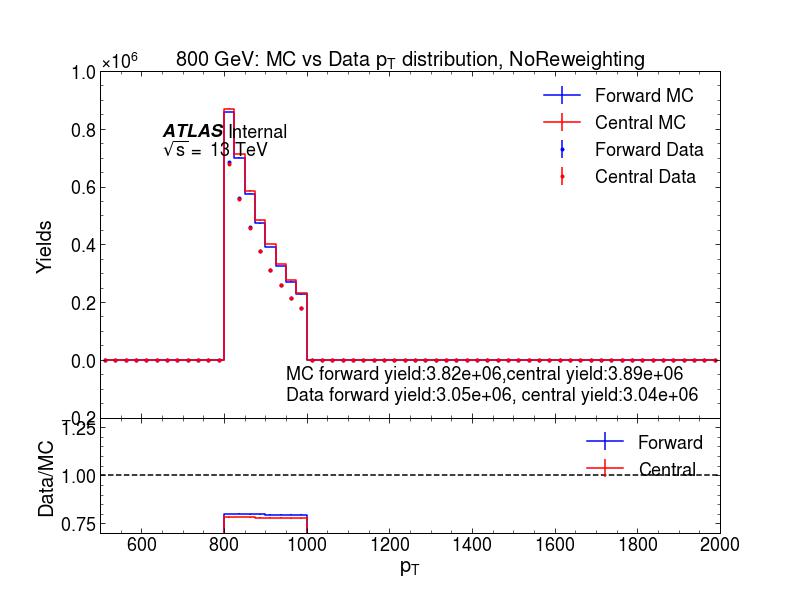 ×10⁶
800 GeV: MC vs Data p_T distribution, NoReweighting
1.0
0.8
0.6
0.4
0.2
0.0
0.2
Yields
ATLAS Internal
√s = 13 TeV
Forward MC
Central MC
Forward Data
Central Data
MC forward yield:3.82e+06,central yield:3.89e+06
Data forward yield:3.05e+06, central yield:3.04e+06
1.25
1.00
0.75
Data/MC
Forward
Central
600 800 1000 1200 1400 1600 1800 2000
p_T